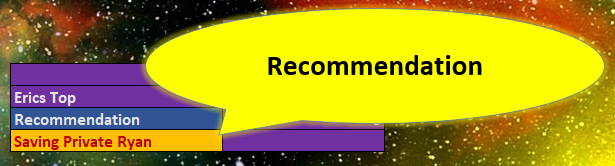 Recommendation
Erics Top
Recommendation
Saving Private Ryan